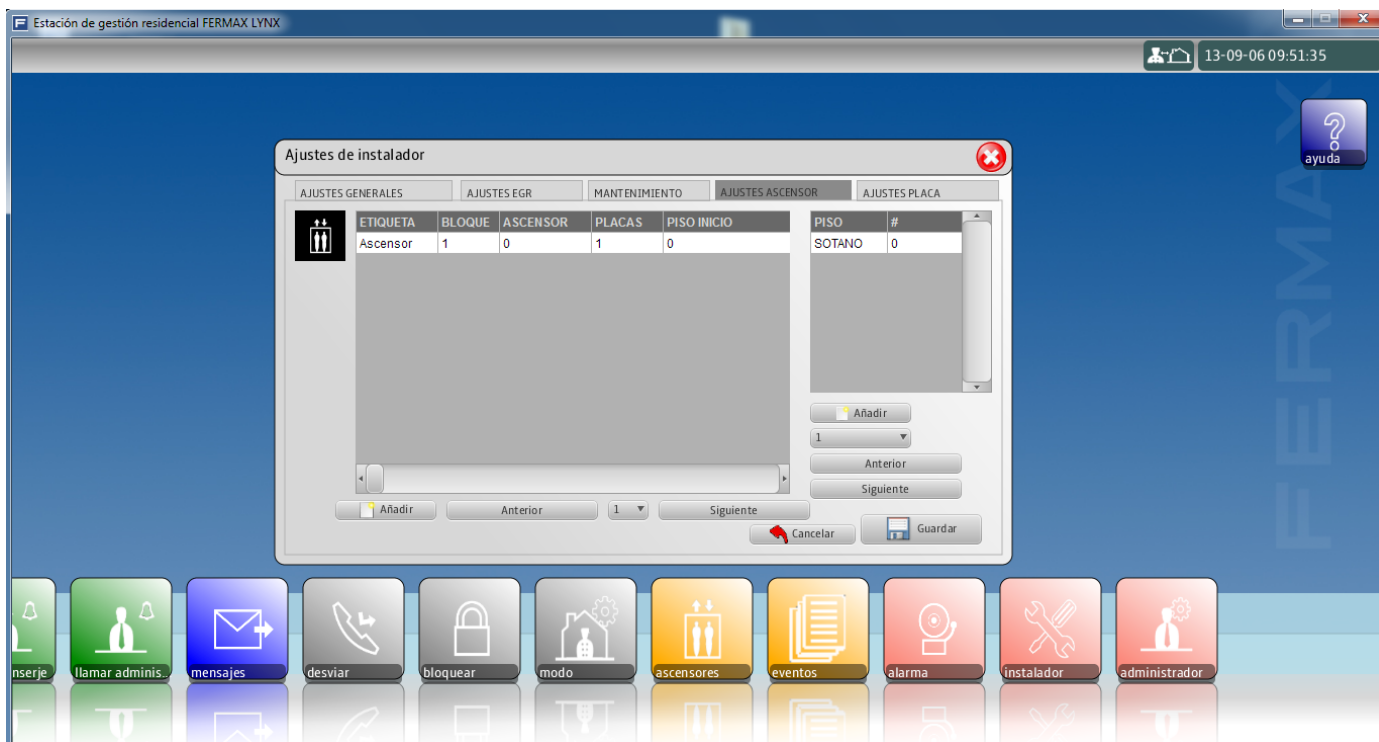 Estación de gestión residencial FERMAX LYNX
13-09-06 09:51:35
ayuda
Ajustes de instalador
AJUSTES GENERALES AJUSTES EGR MANTENIMIENTO AJUSTES ASCENSOR AJUSTES PLACA
ETIQUETA BLOQUE ASCENSOR PLACAS PISO INICIO PISO #
Ascensor 1 0 1 0 SOTANO 0
Añadir
1
Anterior
Siguiente
Añadir Anterior 1 Siguiente
Cancelar Guardar
FERMAX
nserje llamar adminis.. mensajes desviar bloquear modo ascensores eventos alarma instalador administrador